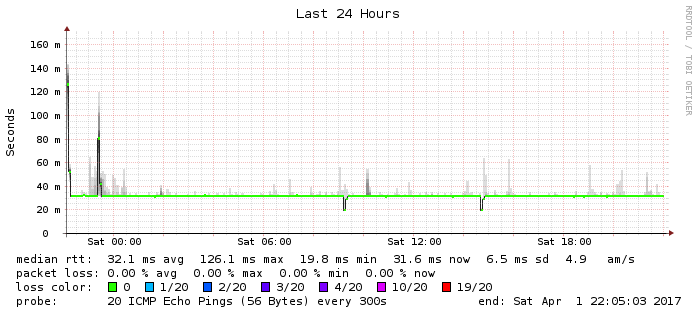 Last 24 Hours
RRDTOOL / TOBI OETIKER
Seconds
160 m
140 m
120 m
100 m
80 m
60 m
40 m
20 m
0
Sat 00:00 Sat 06:00 Sat 12:00 Sat 18:00
median rtt: 32.1 ms avg 126.1 ms max 19.8 ms min 31.6 ms now 6.5 ms sd 4.9 am/s
packet loss: 0.00 % avg 0.00 % max 0.00 % min 0.00 % now
loss color: 0 1/20 2/20 3/20 4/20 10/20 19/20
probe: 20 ICMP Echo Pings (56 Bytes) every 300s end: Sat Apr 1 22:05:03 2017